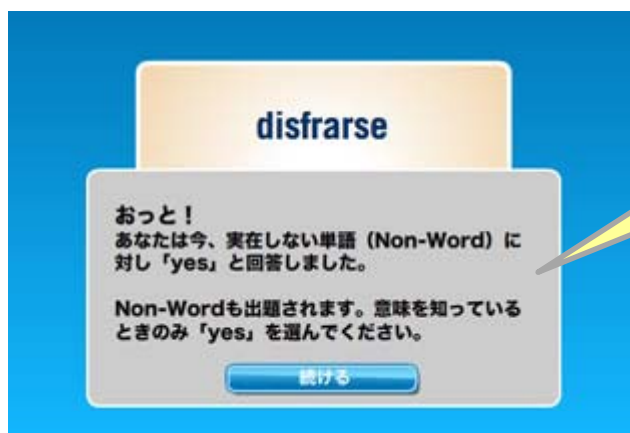 disfrarse
おっと！
あなたは今、実在しない単語（Non-Word）に
対し「yes」と回答しました。
Non-Wordも出題されます。意味を知っている
ときのみ「yes」を選んでください。
続ける